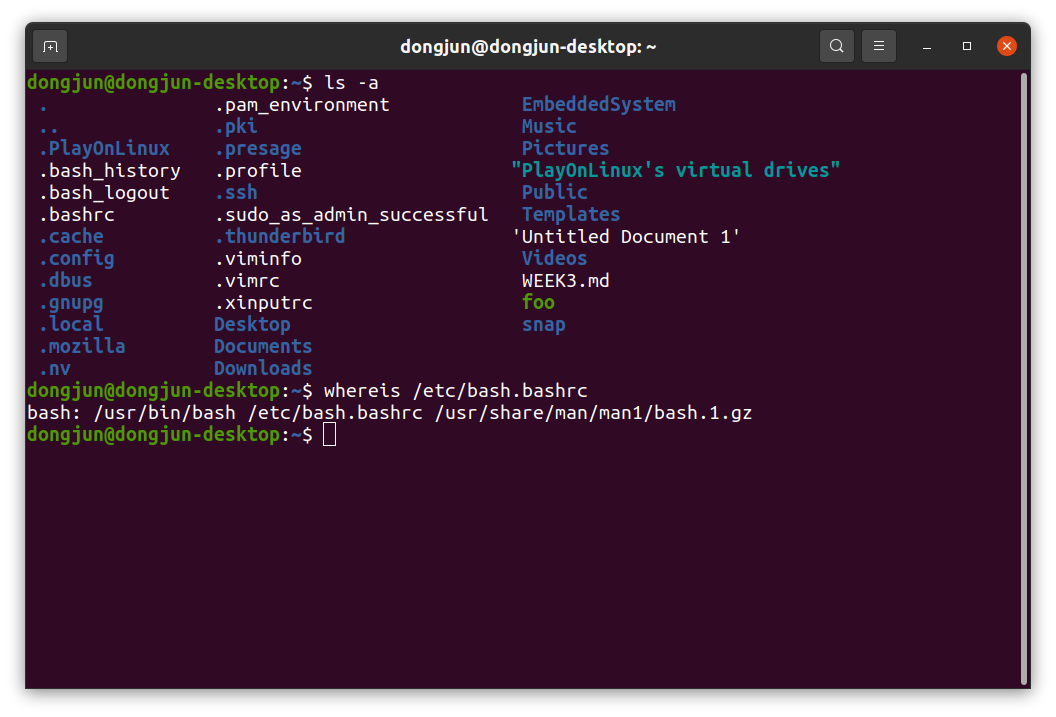 dongjun@dongjun-desktop: ~
dongjun@dongjun-desktop:~$ ls -a
. .pam_environment EmbeddedSystem
.. .pki Music
.PlayOnLinux .presage Pictures
.bash_history .profile "PlayOnLinux's virtual drives"
.bash_logout .ssh Public
.bashrc .sudo_as_admin_successful Templates
.cache .thunderbird 'Untitled Document 1'
.config .viminfo Videos
.dbus .vimrc WEEK3.md
.gnupg .xinputrc foo
.local Desktop snap
.mozilla Documents
.nv Downloads
dongjun@dongjun-desktop:~$ whereis /etc/bash.bashrc
bash: /usr/bin/bash /etc/bash.bashrc /usr/share/man/man1/bash.1.gz
dongjun@dongjun-desktop:~$